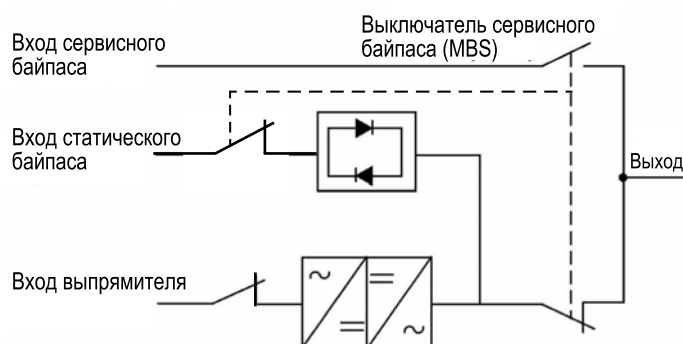 Выключатель сервисного
байпаса (MBS)
Вход сервисного
байпаса
Вход статического
байпаса
Выход
Вход выпрямителя